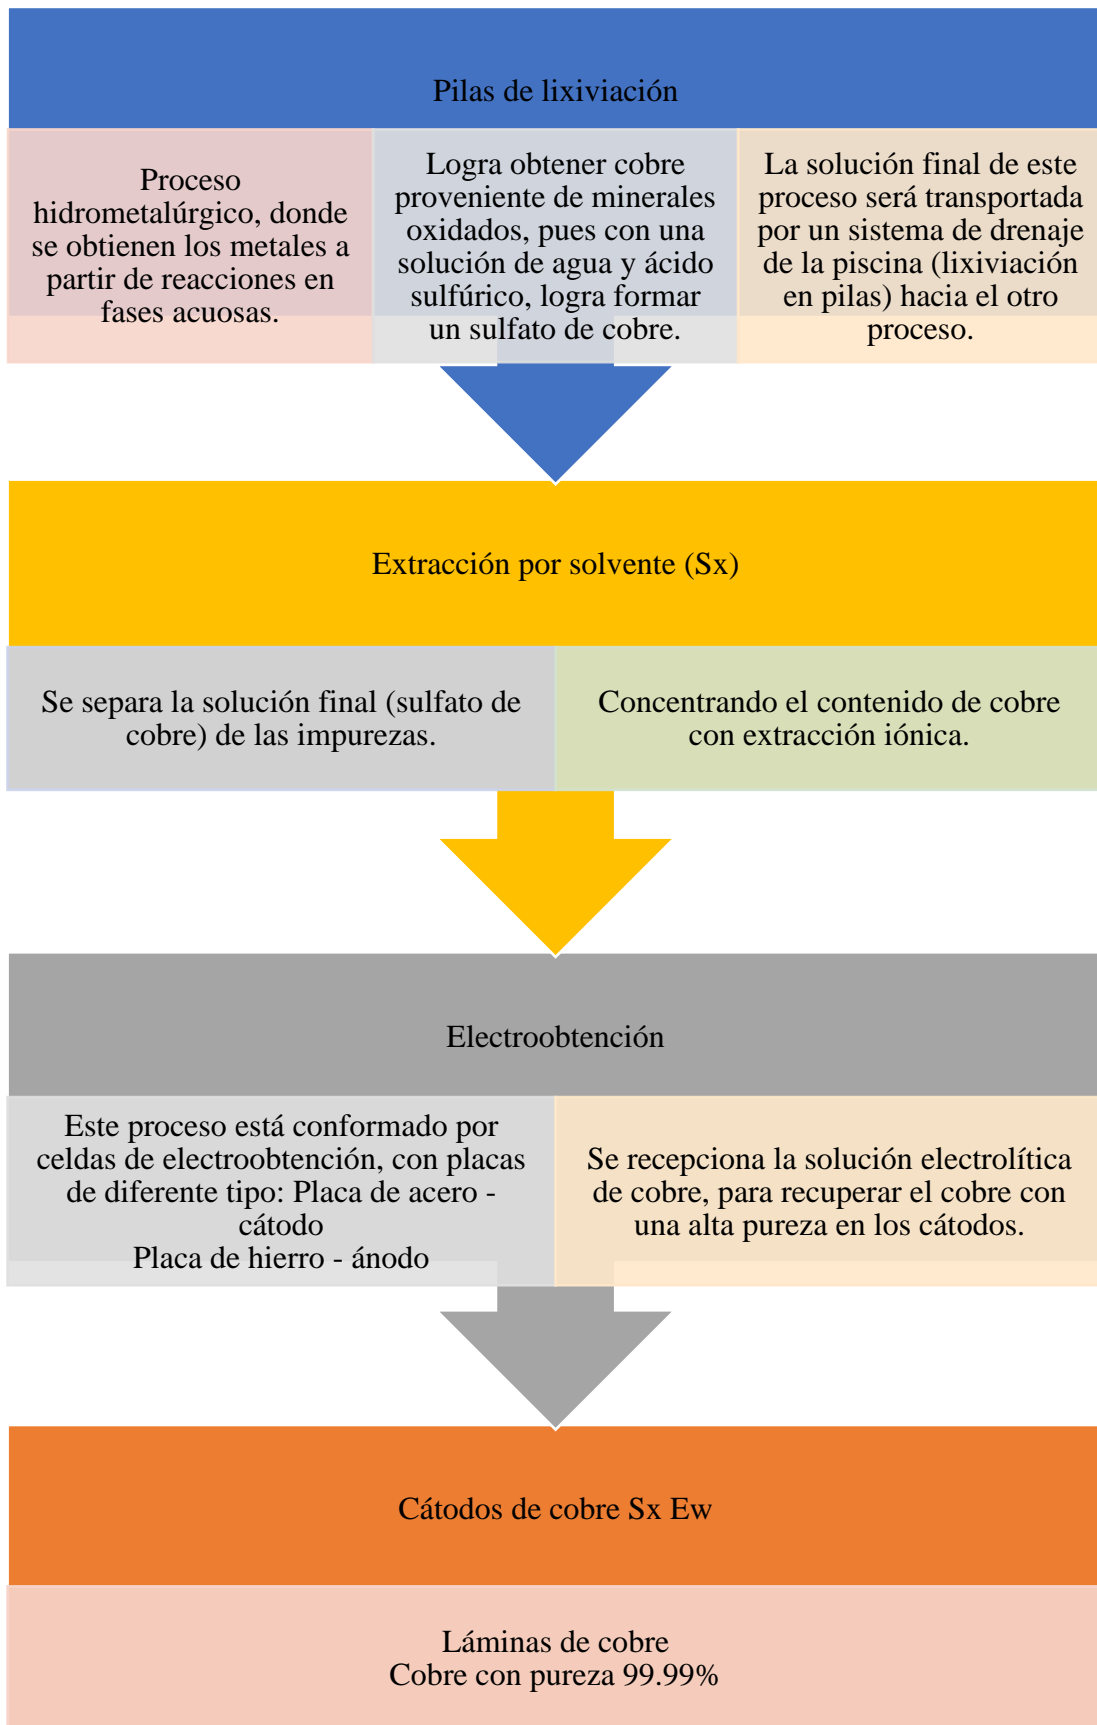 Pilas de lixiviación
Proceso
hidrometalúrgico, donde
se obtienen los metales a
partir de reacciones en
fases acuosas.
Logra obtener cobre
proveniente de minerales
oxidados, pues con una
solución de agua y ácido
sulfúrico, logra formar
un sulfato de cobre.
La solución final de este
proceso será transportada
por un sistema de drenaje
de la piscina (lixiviación
en pilas) hacia el otro
proceso.
Extracción por solvente (Sx)
Se separa la solución final (sulfato de
cobre) de las impurezas.
Concentrando el contenido de cobre
con extracción iónica.
Electroobtención
Este proceso está conformado por
celdas de electroobtención, con placas
de diferente tipo: Placa de acero -
cátodo
Placa de hierro - ánodo
Se recepciona la solución electrolítica
de cobre, para recuperar el cobre con
una alta pureza en los cátodos.
Cátodos de cobre Sx Ew
Láminas de cobre
Cobre con pureza 99.99%